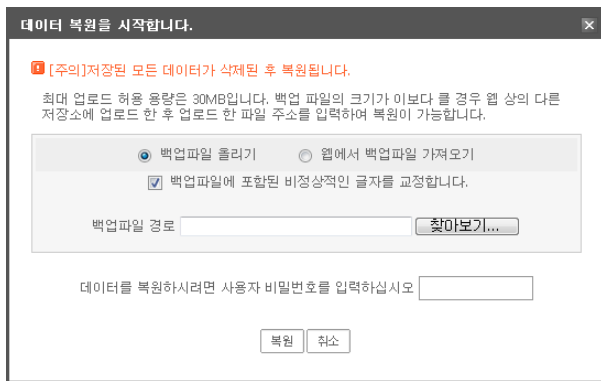 데이터 복원을 시작합니다.
[주의]저장된 모든 데이터가 삭제된 후 복원됩니다.
최대 업로드 허용 용량은 30MB입니다. 백업 파일의 크기가 이보다 클 경우 웹 상의 다른
저장소에 업로드 한 후 업로드 한 파일 주소를 입력하여 복원이 가능합니다.
백업파일 올리기 웹에서 백업파일 가져오기
백업파일에 포함된 비정상적인 글자를 교정합니다.
백업파일 경로 찾아보기...
데이터를 복원하시려면 사용자 비밀번호를 입력하십시오
복원 취소